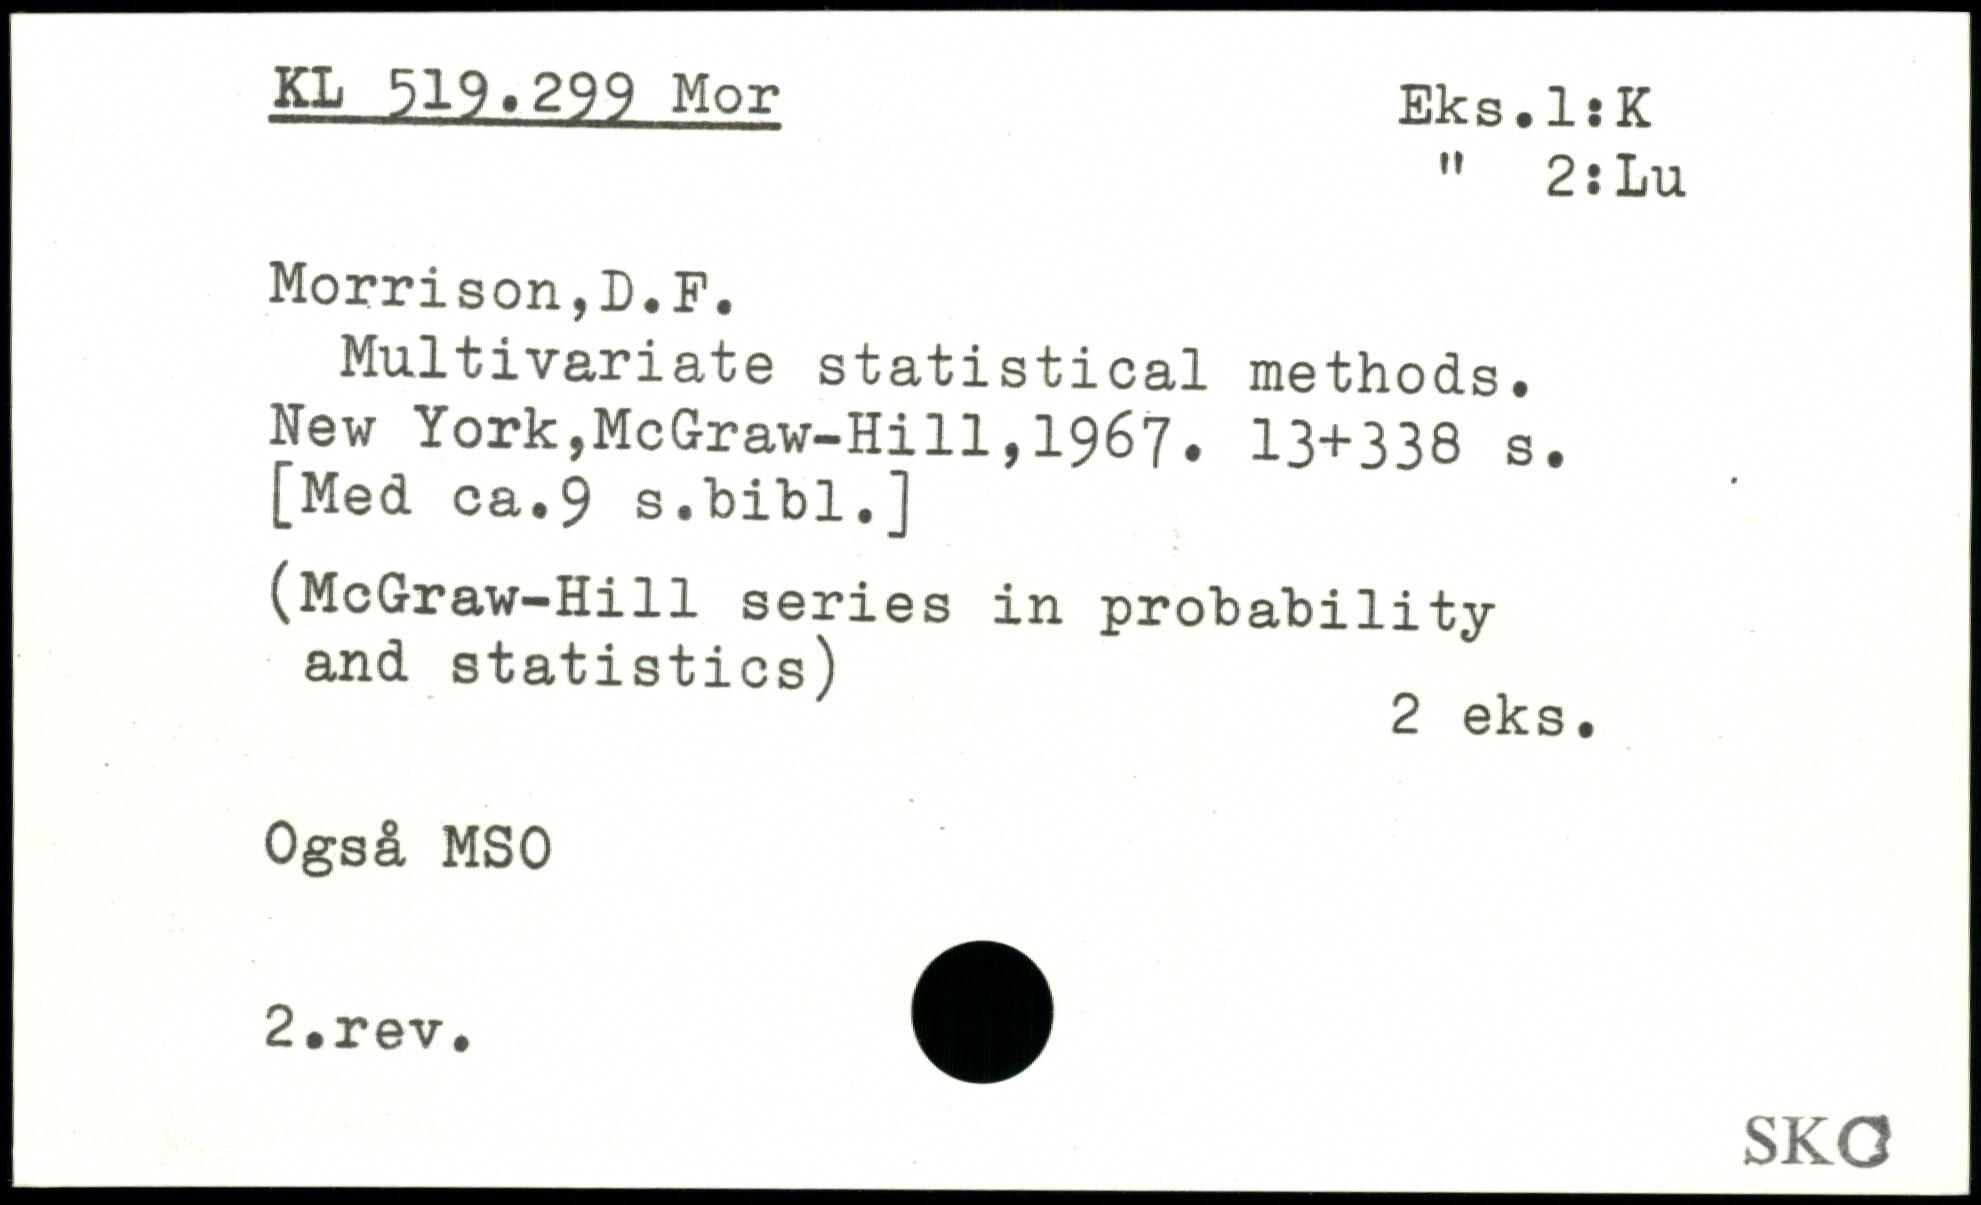 KL 519.299 Mor
Eks.1:K
" 2:Lu
Morrison,D.F.
Multivariate statistical methods.
New York,McGraw-Hill,1967. 13+338 s.
[Med ca.9 s.bibl.]
(McGraw-Hill series in probability
and statistics)
2 eks.
Også MSO
2.rev.